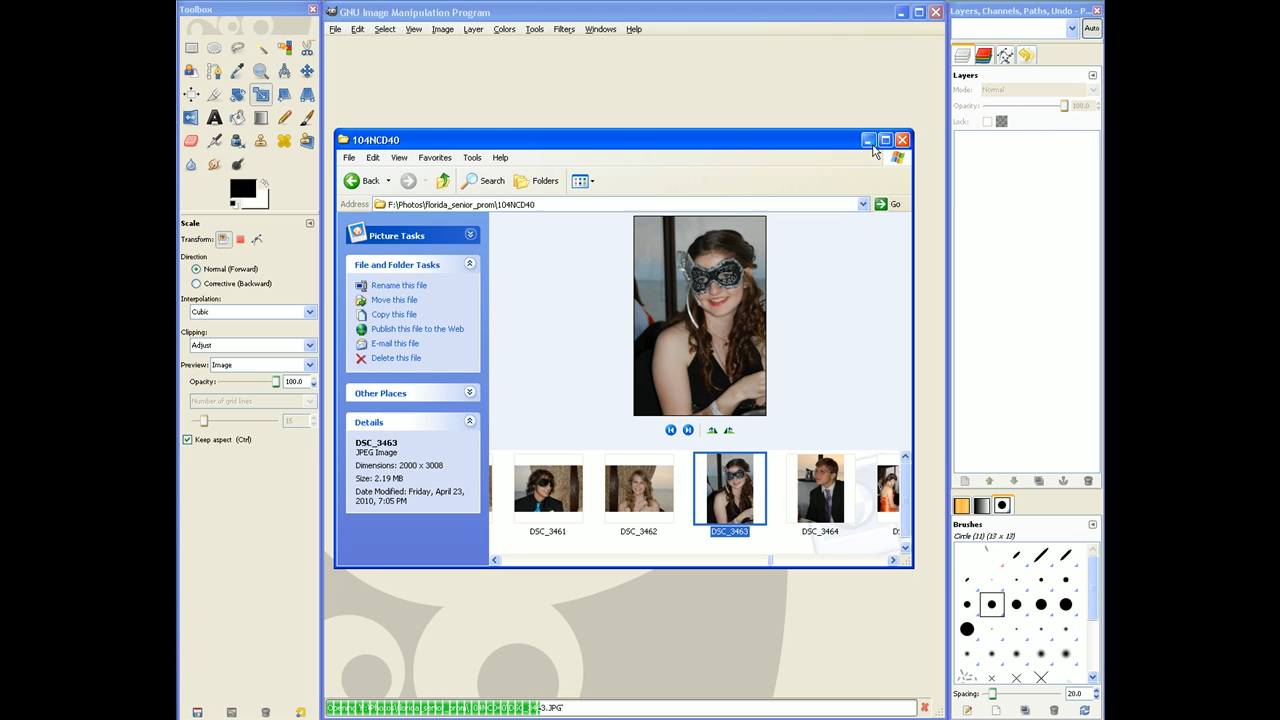 Toolbox
GNU Image Manipulation Program
Layers, Channels, Paths, Undo - P...
File Edit Select View Image Layer Colors Tools Filters Windows Help
Auto
Layers
Mode: Normal
Opacity: 100.0
Lock:
104NCD40
File Edit View Favorites Tools Help
Back Search Folders
Address F:\Photos\florida_senior_prom\104NCD40 Go
Picture Tasks
File and Folder Tasks
Rename this file
Move this file
Copy this file
Publish this file to the Web
E-mail this file
Delete this file
Other Places
Details
DSC_3463
JPEG Image
Dimensions: 2000 x 3008
Size: 2.19 MB
Date Modified: Friday, April 23,
2010, 7:05 PM
DSC_3461 DSC_3462 DSC_3463 DSC_3464
Scale
Transform:
Direction
Normal (Forward)
Corrective (Backward)
Interpolation:
Cubic
Clipping:
Adjust
Preview: Image
Opacity: 100.0
Number of grid lines
15
Keep aspect (Ctrl)
Brushes
Circle (11) (13 x 13)
Spacing: 20.0